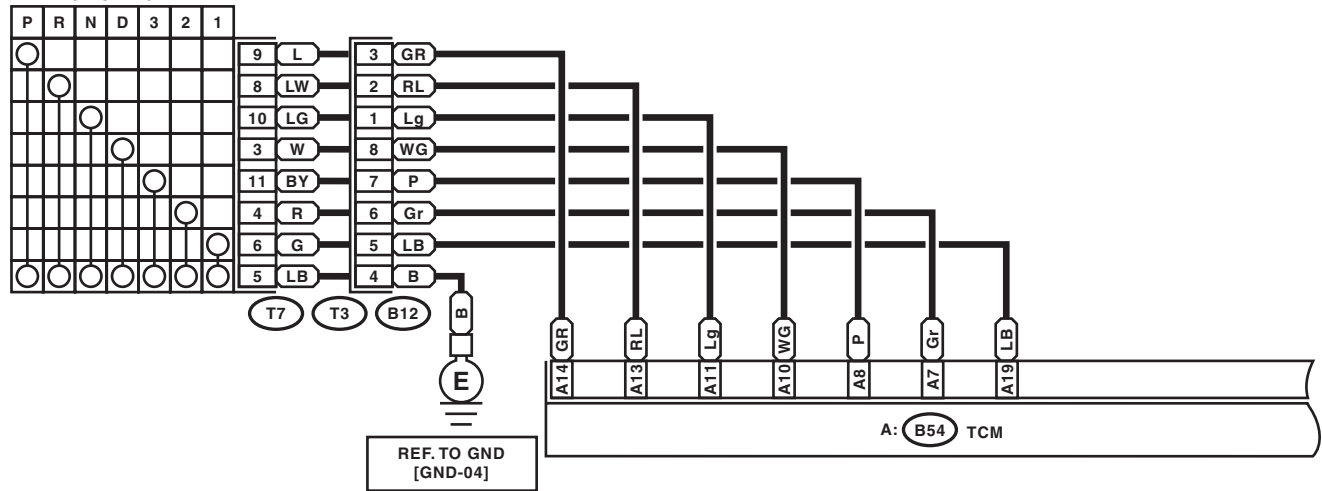 P R N D 3 2 1
9 L 3 GR
8 LW 2 RL
10 LG 1 Lg
3 W 8 WG
11 BY 7 P
4 R 6 Gr
6 G 5 LB
5 LB 4 B
T7 T3 B12
B
E
REF. TO GND
[GND-04]
GR RL Lg WG P Gr LB
A14 A13 A11 A10 A8 A7 A19
A: B54 TCM